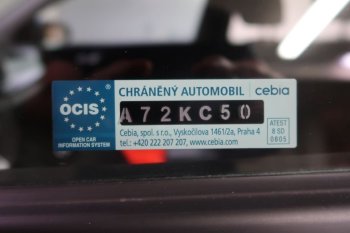 CHRÁNĚNÝ AUTOMOBIL cebia
OCIS
A72KC50
OPEN CAR
INFORMATION SYSTEM
Cebia, spol. s r.o., Vyskočilova 1461/2a, Praha 4
tel.: +420 222 207 207, www.cebia.com
ATEST
8 SD
0805